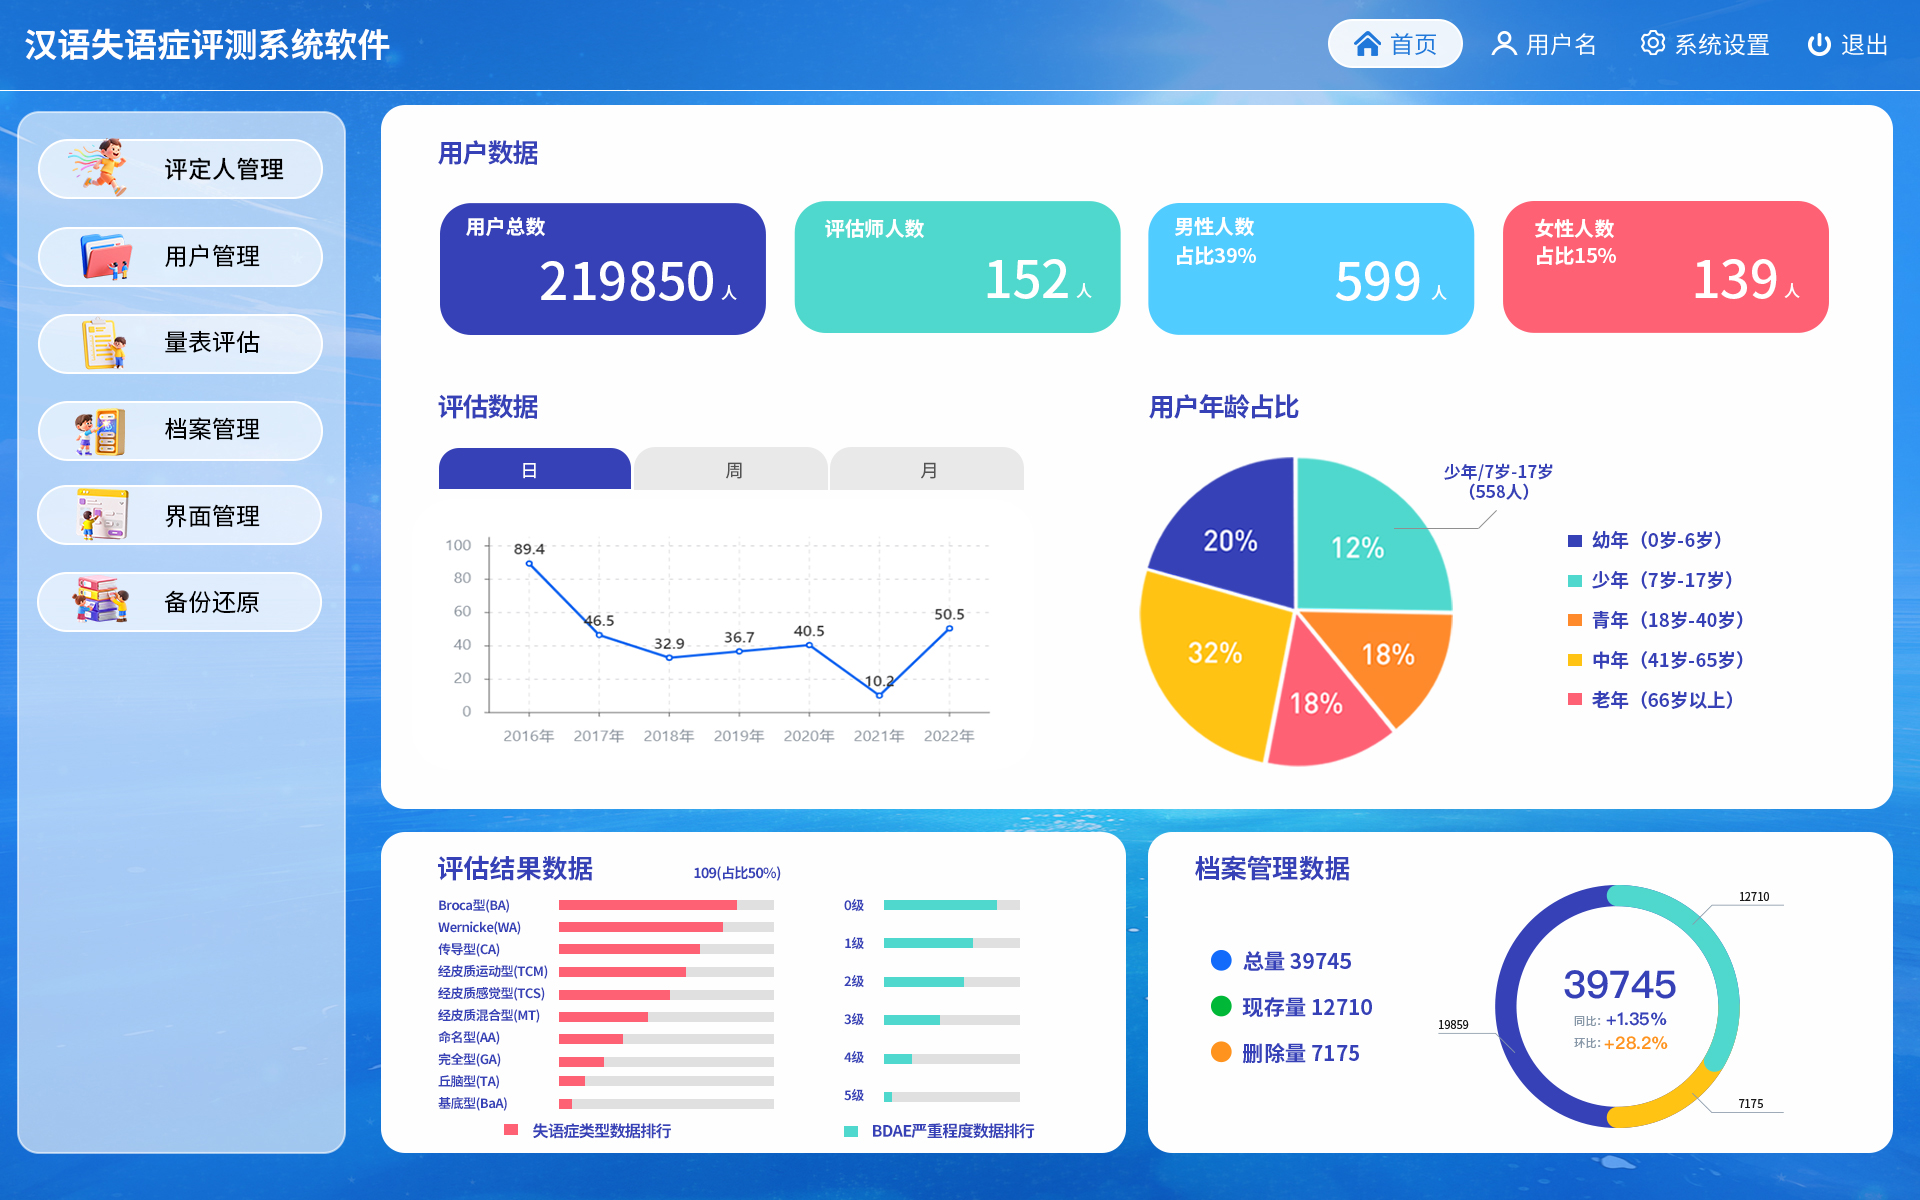 汉语失语症评测系统软件
首页
用户名
系统设置
退出
评定人管理
用户管理
量表评估
档案管理
界面管理
备份还原
用户数据
用户总数
219850人
评估师人数
152人
男性人数
占比39%
599人
女性人数
占比15%
139人
评估数据
日
周
月
100
80
60
40
20
0
89.4
46.5
32.9
36.7
40.5
10.2
50.5
2016年
2017年
2018年
2019年
2020年
2021年
2022年
用户年龄占比
20%
12%
32%
18%
18%
少年/7岁-17岁
（558人）
幼年（0岁-6岁）
少年（7岁-17岁）
青年（18岁-40岁）
中年（41岁-65岁）
老年（66岁以上）
评估结果数据
109(占比50%)
Broca型(BA)
Wernicke(WA)
传导型(CA)
经皮质运动型(TCM)
经皮质感觉型(TCS)
经皮质混合型(MT)
命名型(AA)
完全型(GA)
丘脑型(TA)
基底型(BaA)
失语症类型数据排行
0级
1级
2级
3级
4级
5级
BDAE严重程度数据排行
档案管理数据
总量 39745
现存量 12710
删除量 7175
12710
19859
7175
39745
同比：+1.35%
环比：+28.2%